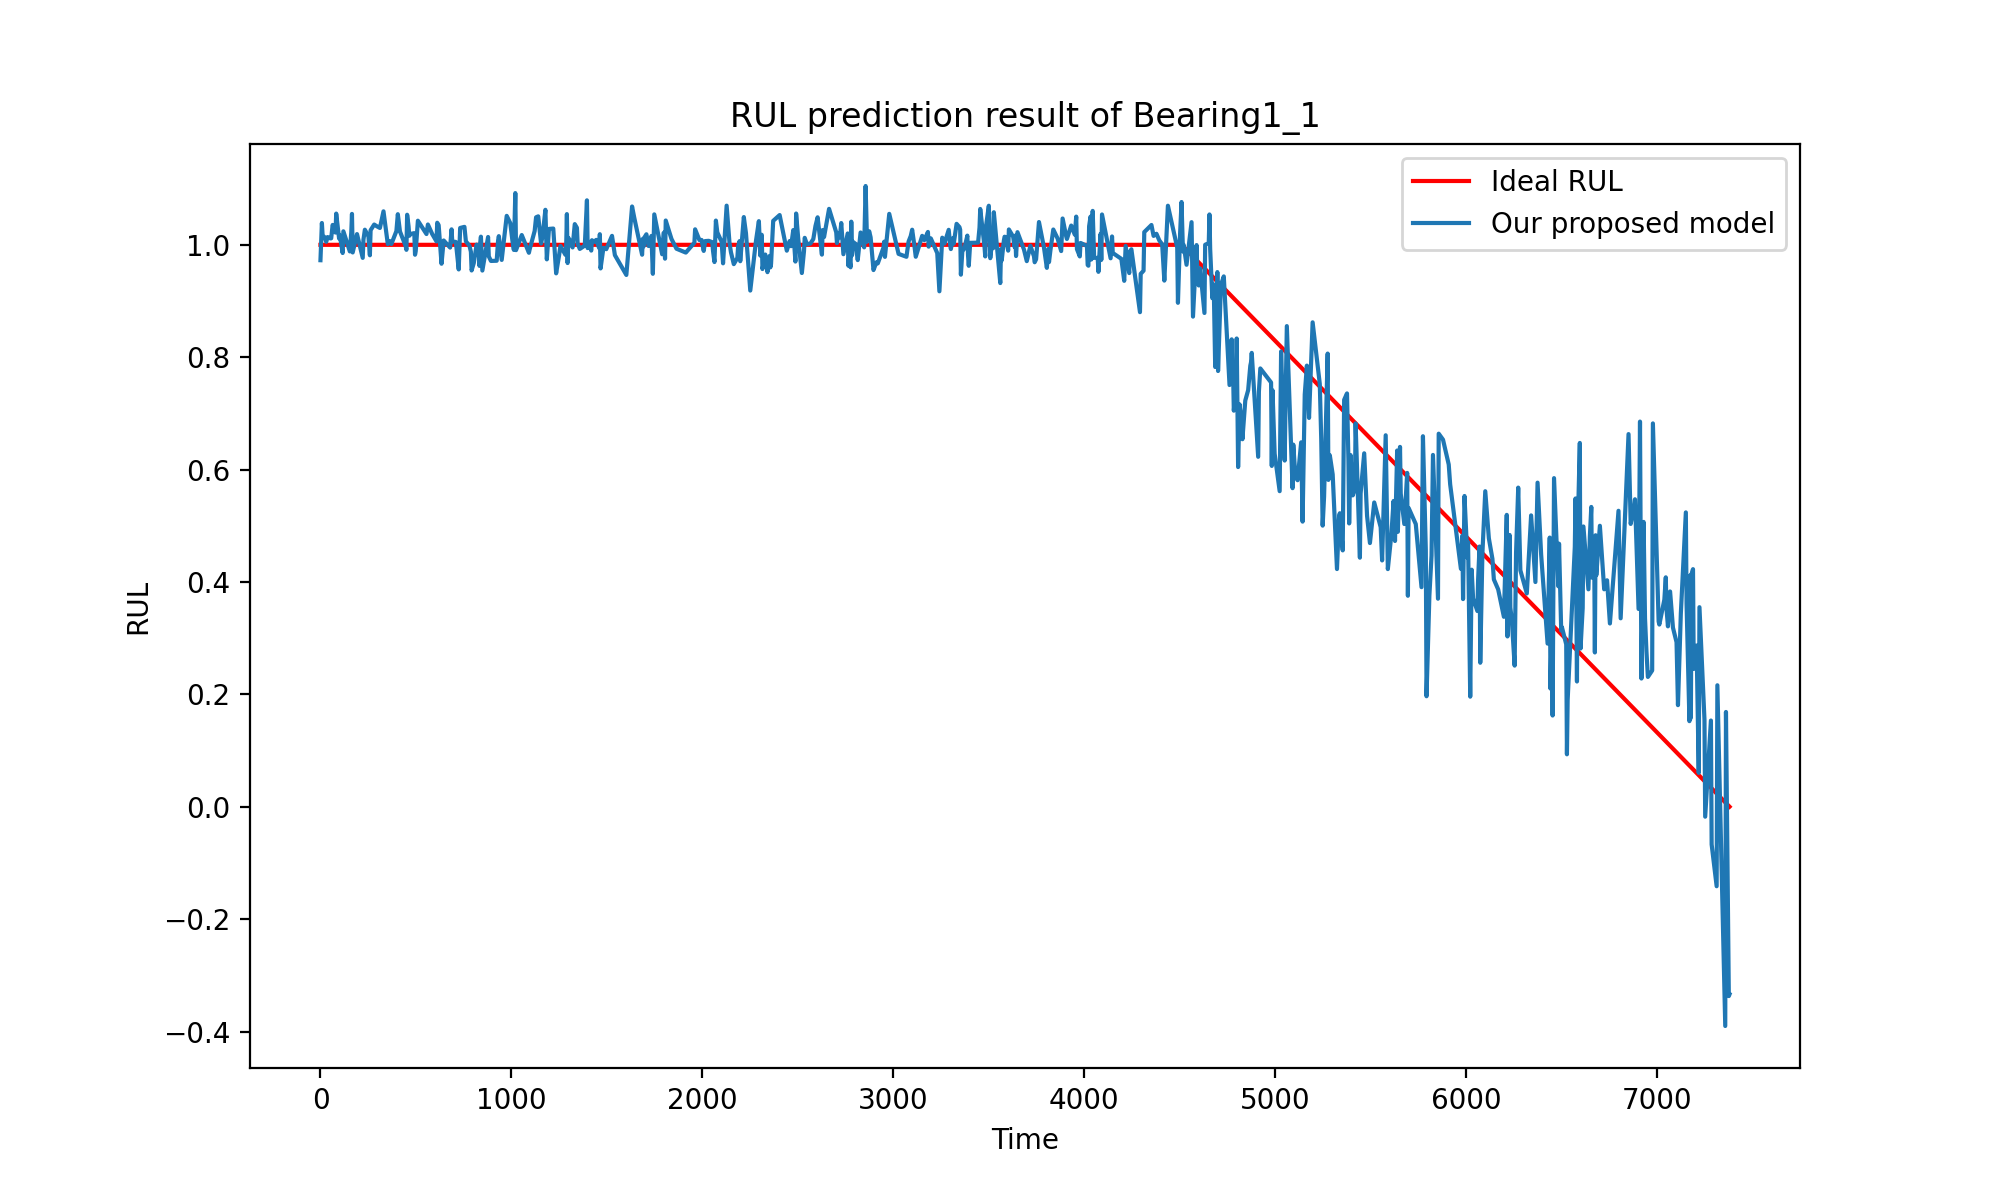 RUL prediction result of Bearing1_1
Ideal RUL
Our proposed model
RUL
1.0
0.8
0.6
0.4
0.2
0.0
−0.2
−0.4
0 1000 2000 3000 4000 5000 6000 7000
Time